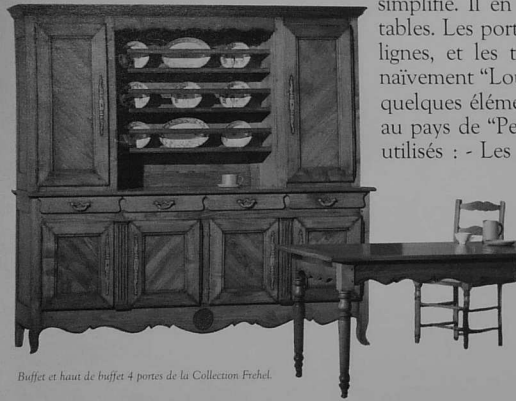 simplifié. Il en
tables. Les port
lignes, et les t
naïvement "Lou
quelques éléme
au pays de "Pe
utilisés : - Les
Buffet et haut de buffet 4 portes de la Collection Frehel.